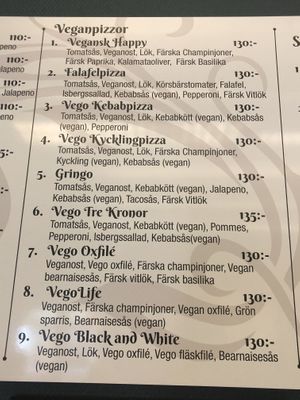 Veganpizzor
110:-
1. Vegansk Happy 130:-
Tomatsås, Veganost, Lök, Färska Champinjoner,
Färsk Paprika, Kalamataoliver, Färsk Basilika
110:-
2. Falafelpizza 130:-
Tomatsås, Veganost, Lök, Körsbärstomater, Falafel,
Isbergssallad, Kebabsås (vegan), Pepperoni, Färsk Vitlök
110:-
3. Vego Kebabpizza 130:-
Tomatsås, Veganost, Lök, Kebabkött (vegan), Kebabsås
(vegan), Pepperoni
4. Vego Kycklingpizza 130:-
Tomatsås, Veganost, Lök, Färska Champinjoner,
Kyckling (vegan), Kebabsås (vegan)
5. Gringo 130:-
Tomatsås, Veganost, Kebabkött (vegan), Jalapeno,
Kebabsås (vegan), Tacosås, Färsk Vitlök
6. Vego Tre Kronor 135:-
Tomatsås, Veganost, Kebabkött (vegan), Pommes,
Pepperoni, Isbergssallad, Kebabsås(vegan)
7. Vego Oxfilé 130:-
Veganost, Vego oxfilé, Färska champinjoner, Vegan
bearnaisesås, Färsk vitlök, Färsk basilika
8. VegoLife 130:-
Veganost, Färska champinjoner, Vegan oxfilé, Grön
sparris, Bearnaisesås (vegan)
9. Vego Black and White 130:-
Veganost, Lök, Vego oxfilé, Vego fläskfilé, Bearnaisesås
(vegan)